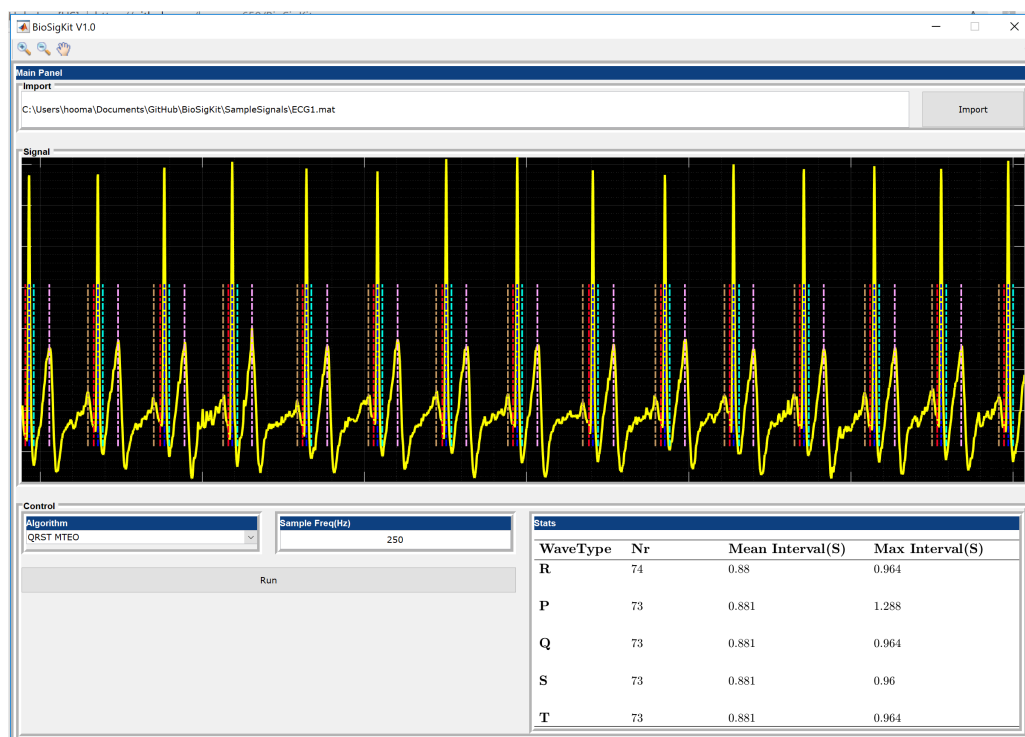 BioSigKit V1.0
Main Panel
Import
C:\Users\hooma\Documents\GitHub\BioSigKit\SampleSignals\ECG1.mat
Import
Signal
Control
Algorithm
QRST MTEO
Sample Freq(Hz)
250
Run
Stats
WaveType Nr Mean Interval(S) Max Interval(S)
R 74 0.88 0.964
P 73 0.881 1.288
Q 73 0.881 0.964
S 73 0.881 0.96
T 73 0.881 0.964